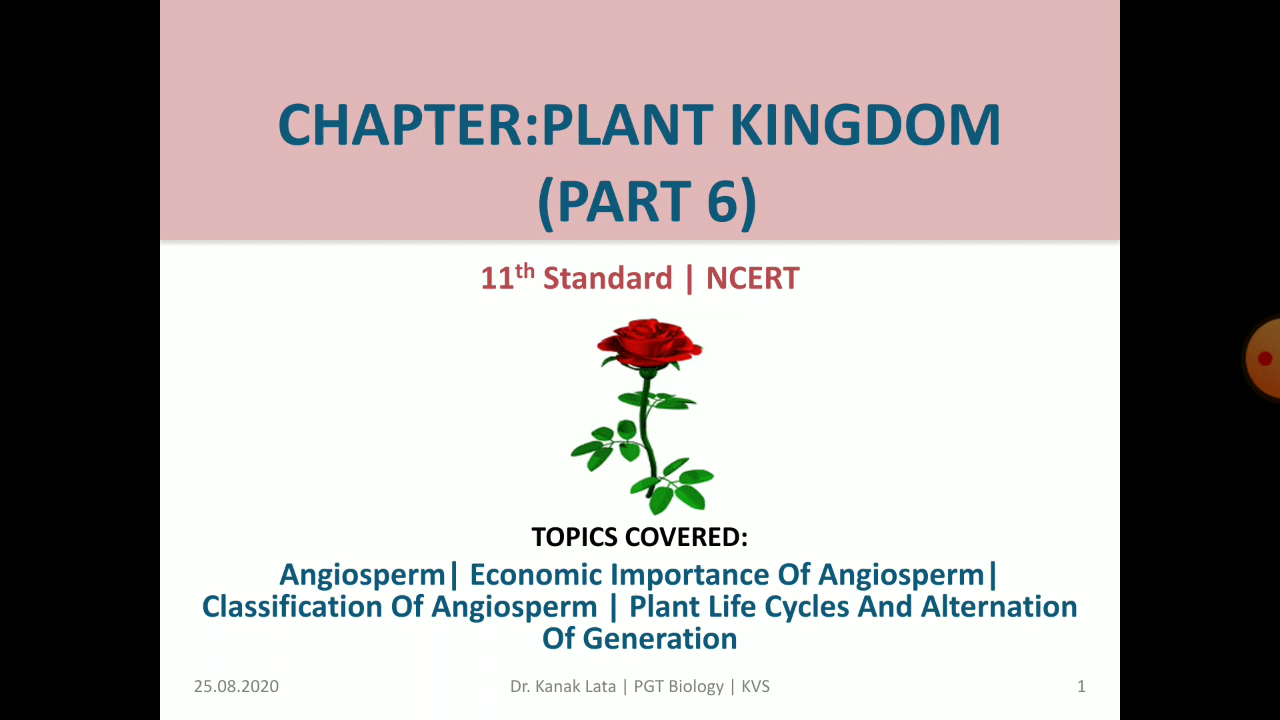 CHAPTER:PLANT KINGDOM
(PART 6)
11th Standard | NCERT
TOPICS COVERED:
Angiosperm| Economic Importance Of Angiosperm|
Classification Of Angiosperm | Plant Life Cycles And Alternation
Of Generation
25.08.2020 Dr. Kanak Lata | PGT Biology | KVS 1